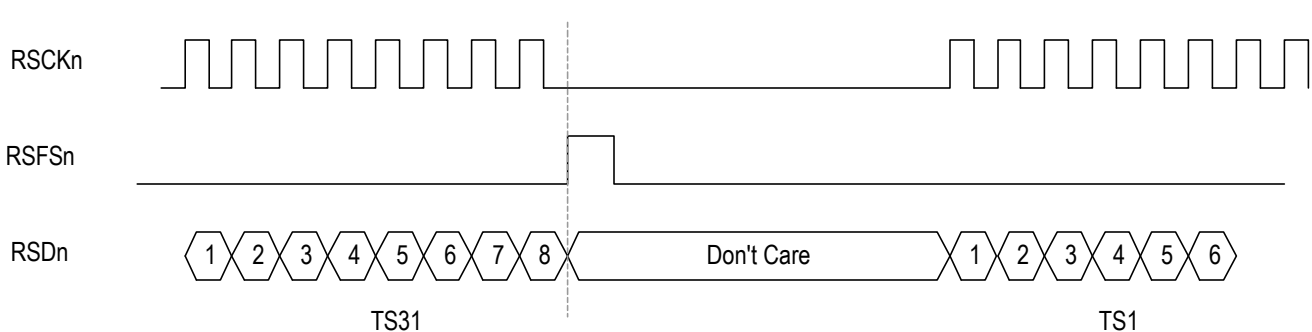 RSCKn
RSFSn
RSDn 1 2 3 4 5 6 7 8 Don't Care 1 2 3 4 5 6
TS31 TS1